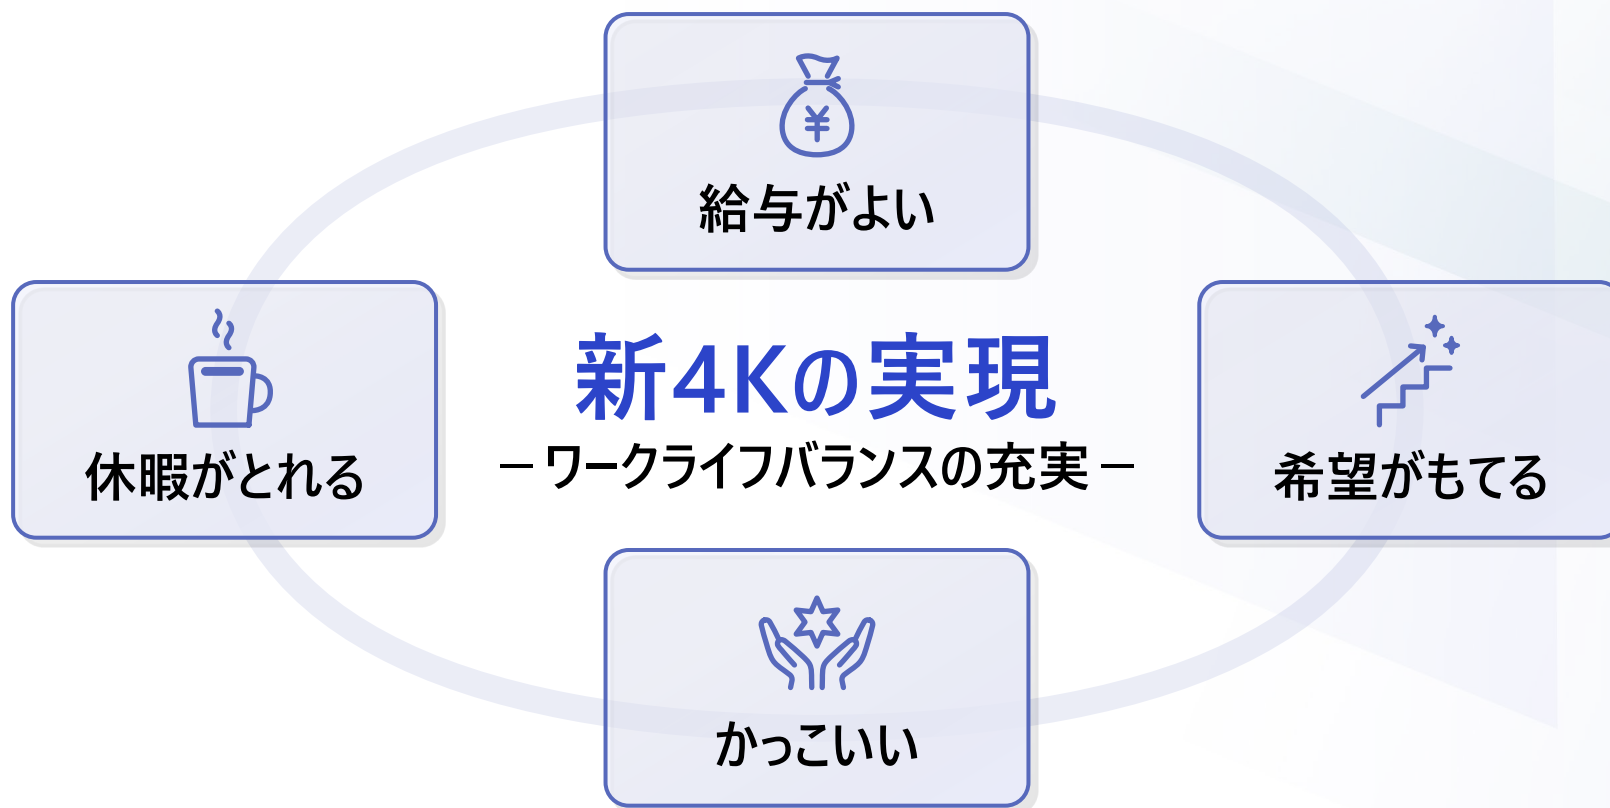 ¥
給与がよい
休暇がとれる
新4Kの実現
－ワークライフバランスの充実－
希望がもてる
かっこいい